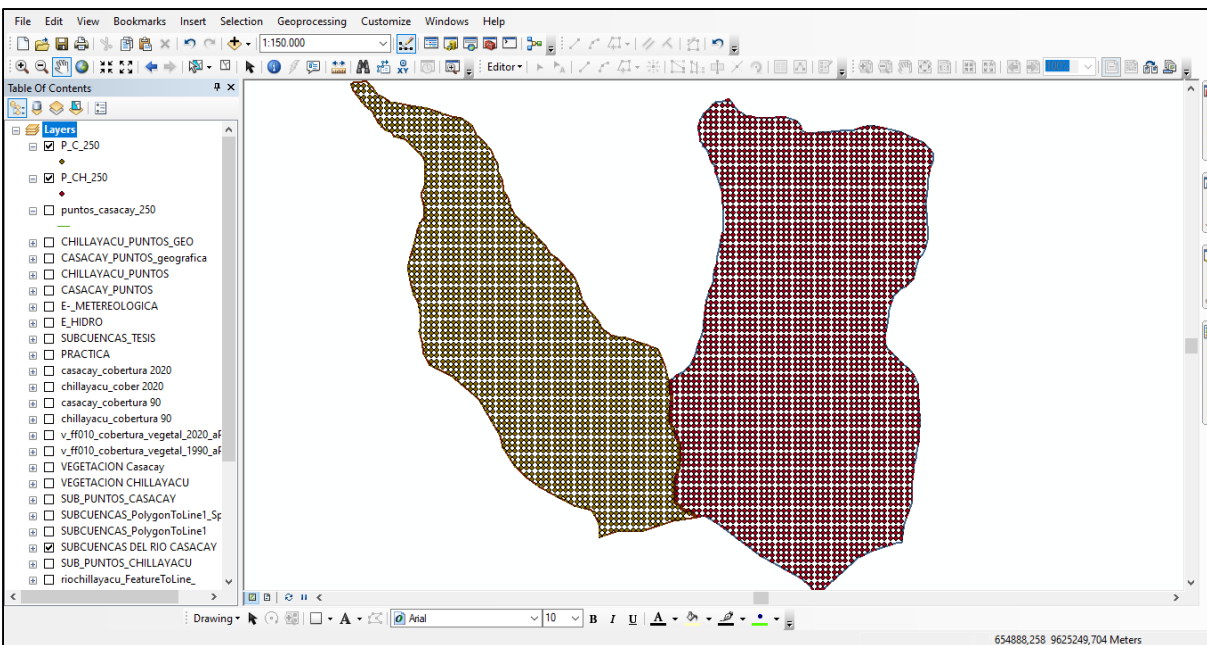 File Edit View Bookmarks Insert Selection Geoprocessing Customize Windows Help
1:150.000
Editor
Table Of Contents
Layers
P_C_250
P_CH_250
puntos_casacay_250
CHILLAYACU_PUNTOS_GEO
CASACAY_PUNTOS_geografica
CHILLAYACU_PUNTOS
CASACAY_PUNTOS
E-_METEREOLOGICA
E_HIDRO
SUBCUENCAS_TESIS
PRACTICA
casacay_cobertura 2020
chillayacu_cober 2020
casacay_cobertura 90
chillayacu_cobertura 90
v_ff010_cobertura_vegetal_2020_aP
v_ff010_cobertura_vegetal_1990_aP
VEGETACION Casacay
VEGETACION CHILLAYACU
SUB_PUNTOS_CASACAY
SUBCUENCAS_PolygonToLine1_Sp
SUBCUENCAS_PolygonToLine1
SUBCUENCAS DEL RIO CASACAY
SUB_PUNTOS_CHILLAYACU
riochillayacu_FeatureToLine_
Drawing A Arial 10 B I U A
654888,258 9625249,704 Meters